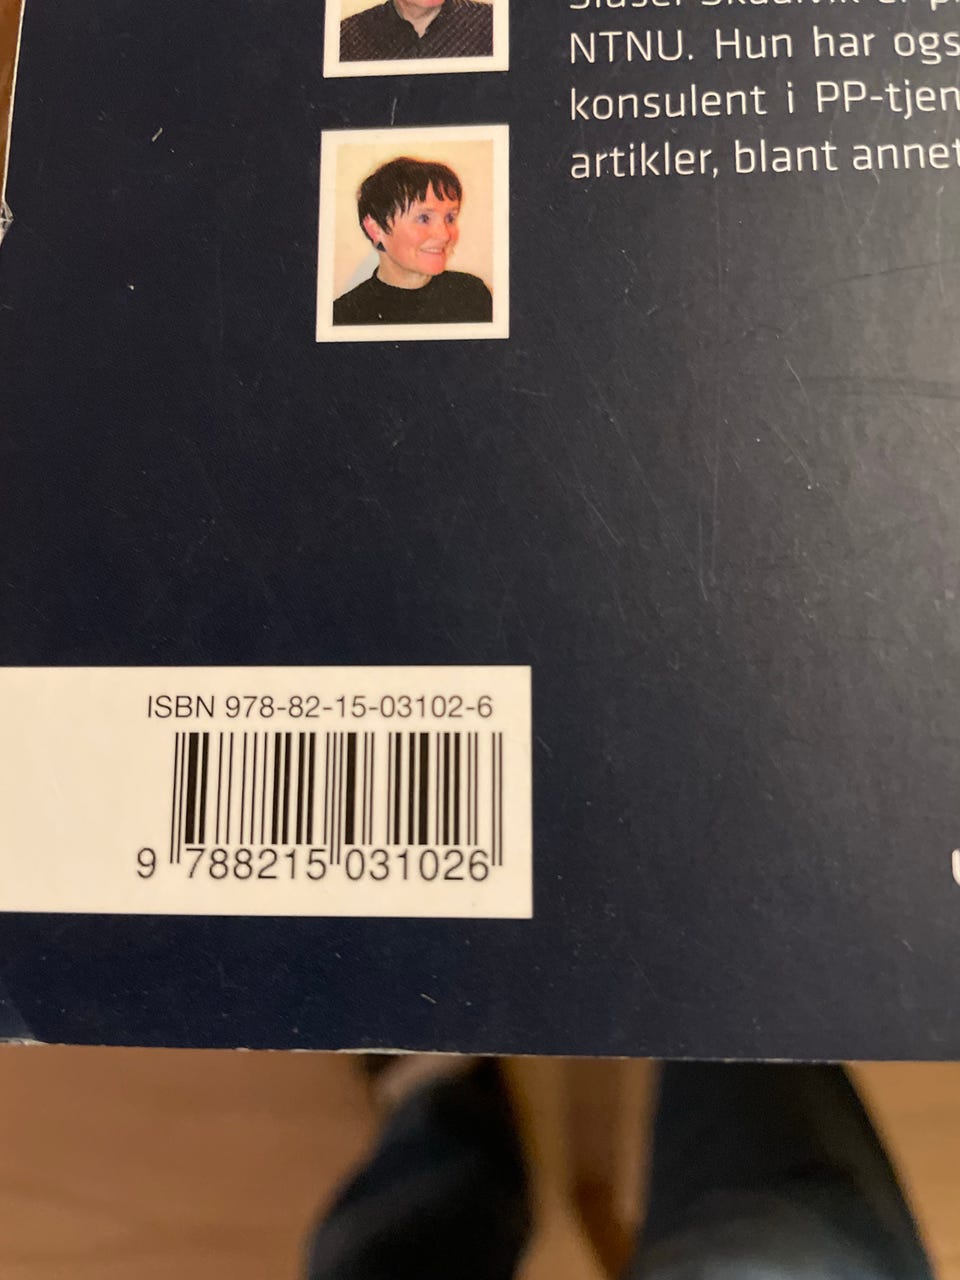 NTNU. Hun har ogs
konsulent i PP-tjen
artikler, blant annet
ISBN 978-82-15-03102-6
9 788215 031026